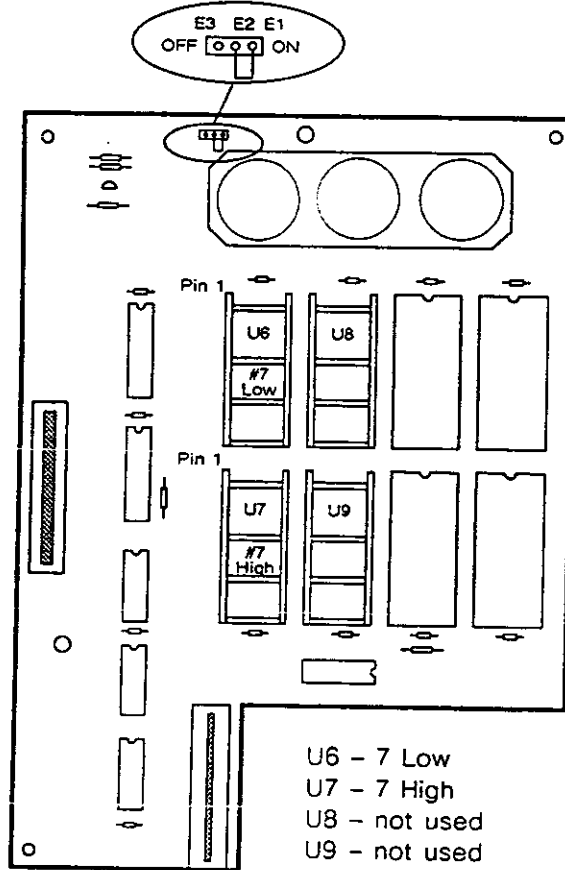 E3 E2 E1
OFF ON
Pin 1
U6 U8
#7
Low
Pin 1
U7 U9
#7
High
U6 – 7 Low
U7 – 7 High
U8 – not used
U9 – not used